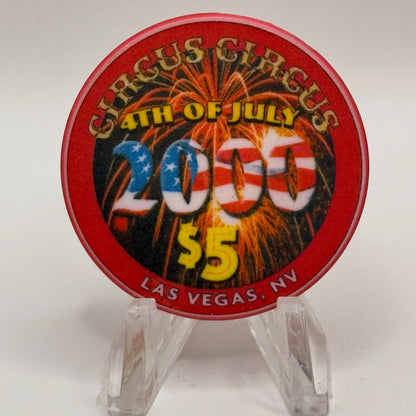 CIRCUS CIRCUS
4TH OF JULY
2000
$5
LAS VEGAS, NV